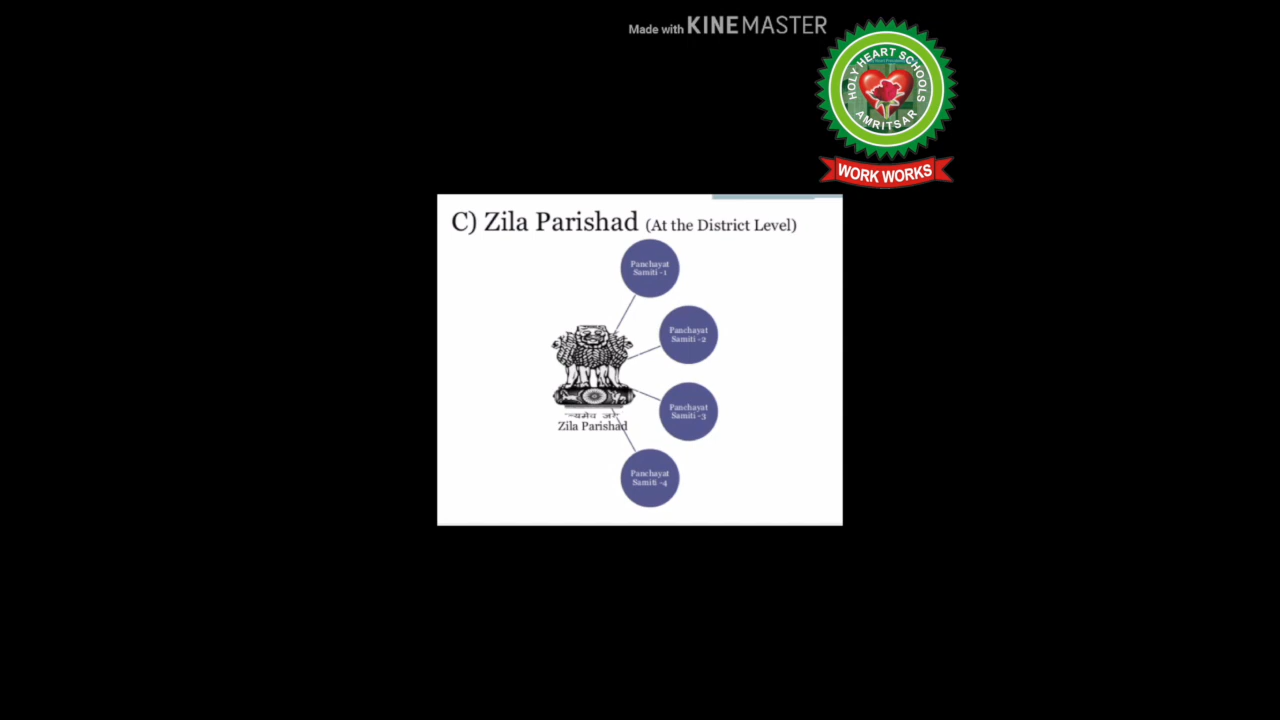 Made with KINEMASTER
HOLY HEART SCHOOLS
AMRITSAR
WORK WORKS
C) Zila Parishad (At the District Level)
Panchayat
Samiti -1
Panchayat
Samiti -2
Panchayat
Samiti -3
Zila Parishad
Panchayat
Samiti -4